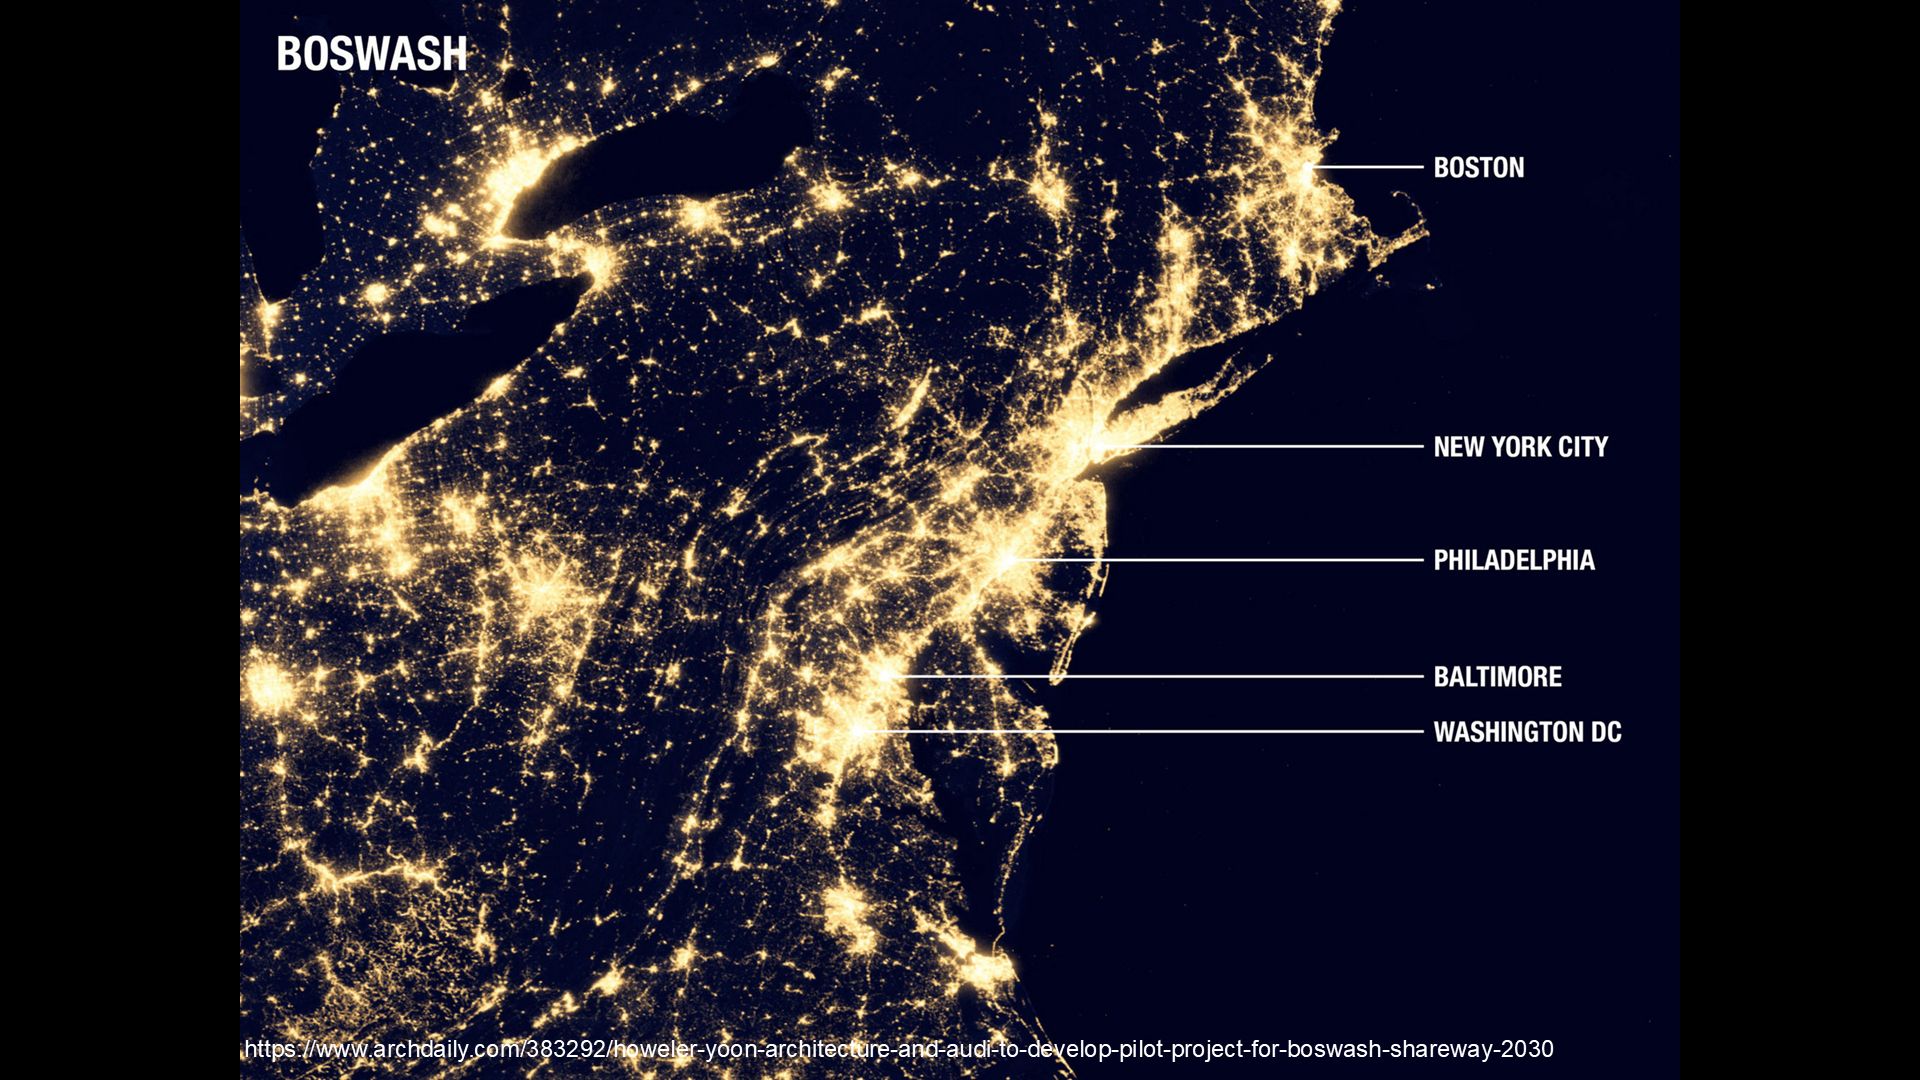 BOSWASH
BOSTON
NEW YORK CITY
PHILADELPHIA
BALTIMORE
WASHINGTON DC
https://www.archdaily.com/383292/howeler-yoon-architecture-and-audi-to-develop-pilot-project-for-boswash-shareway-2030